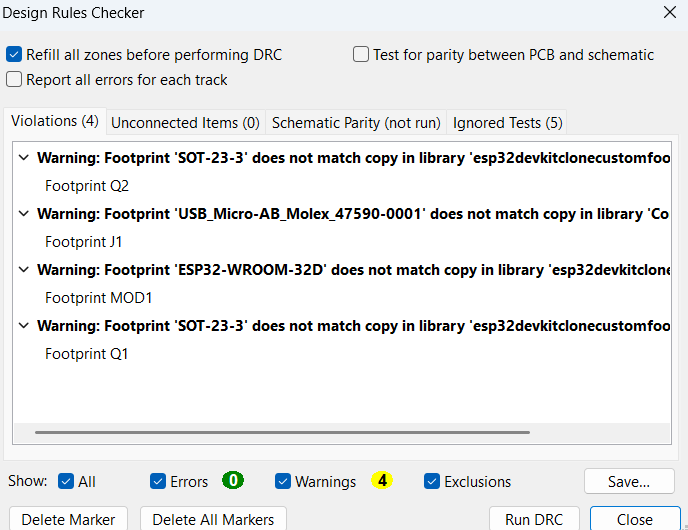 Design Rules Checker
Refill all zones before performing DRC
Test for parity between PCB and schematic
Report all errors for each track
Violations (4) Unconnected Items (0) Schematic Parity (not run) Ignored Tests (5)
Warning: Footprint 'SOT-23-3' does not match copy in library 'esp32devkitclonecustomfoo
Footprint Q2
Warning: Footprint 'USB_Micro-AB_Molex_47590-0001' does not match copy in library 'Co
Footprint J1
Warning: Footprint 'ESP32-WROOM-32D' does not match copy in library 'esp32devkitclone
Footprint MOD1
Warning: Footprint 'SOT-23-3' does not match copy in library 'esp32devkitclonecustomfoo
Footprint Q1
Show: All Errors 0 Warnings 4 Exclusions Save...
Delete Marker Delete All Markers Run DRC Close